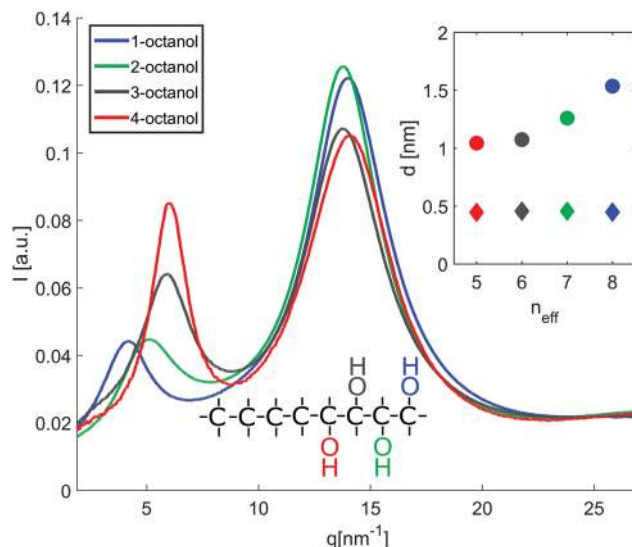 0.14
0.12
0.1
0.08
0.06
0.04
0.02
0
I [a.u.]
1-octanol
2-octanol
3-octanol
4-octanol
2
1.5
1
0.5
0
d [nm]
5 6 7 8
n_eff
H H
O O
-C-C-C-C-C-C-C-C-
O O
H H
5 10 15 20 25
q[nm⁻¹]